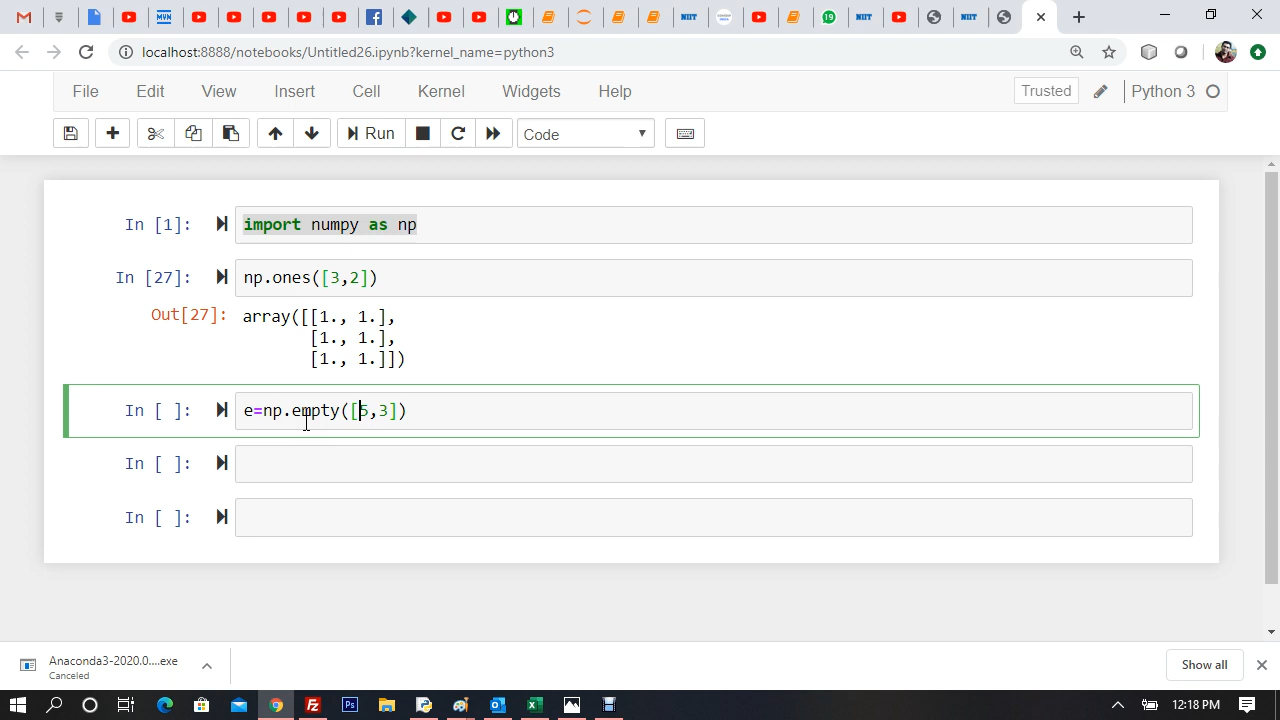 localhost:8888/notebooks/Untitled26.ipynb?kernel_name=python3
File Edit View Insert Cell Kernel Widgets Help Trusted Python 3
Run Code
In [1]: import numpy as np
In [27]: np.ones([3,2])
Out[27]: array([[1., 1.],
[1., 1.],
[1., 1.]])
In [ ]: e=np.empty([5,3])
In [ ]:
In [ ]:
Anaconda3-2020.0....exe
Canceled
Show all
12:18 PM